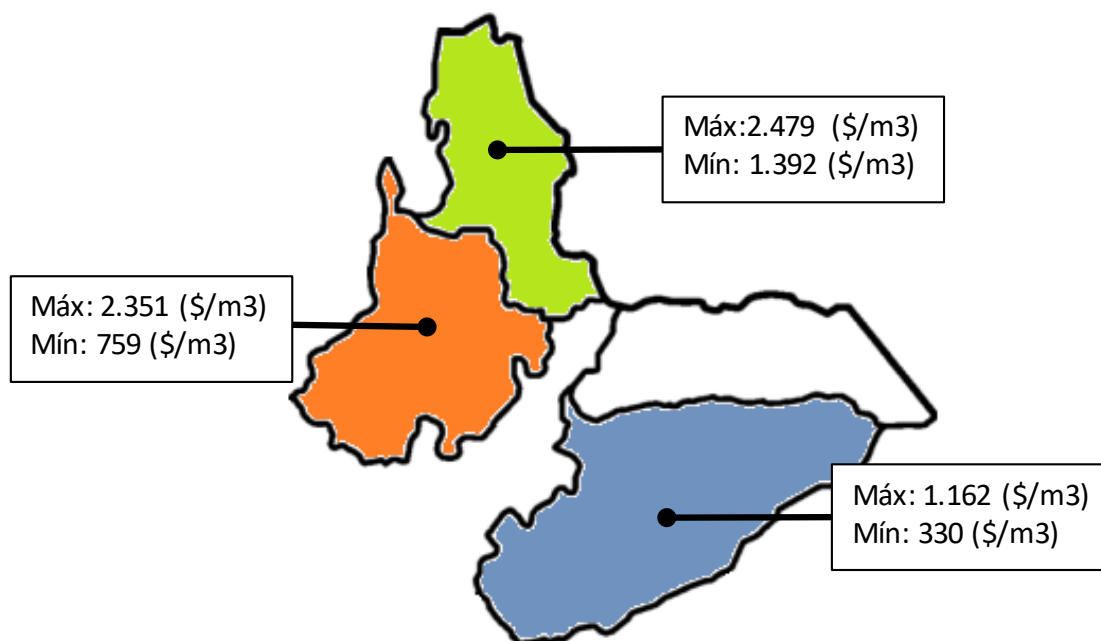 Máx:2.479 ($/m3)
Mín: 1.392 ($/m3)
Máx: 2.351 ($/m3)
Mín: 759 ($/m3)
Máx: 1.162 ($/m3)
Mín: 330 ($/m3)